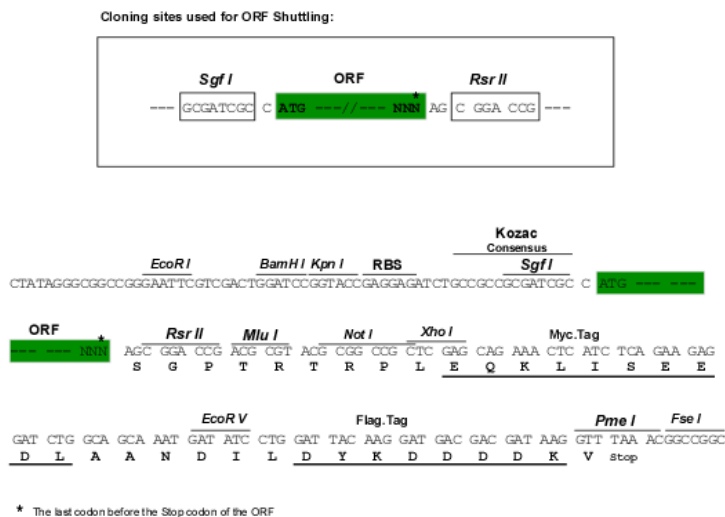 Cloning sites used for ORF Shuttling:
Sgf I ORF Rsr II
*
--- GCGATCGC C ATG ---//--- NNN AG C GGA CCG ---
Kozac
Consensus
EcoR I BamH I Kpn I RBS Sgf I
CTATAGGGCGGCCGGGAATTCGTCGACTGGATCCGGTACCGAGGAGATCTGCCGCCGCGATCGC C ATG --- ---
ORF Rsr II Mlu I Not I Xho I Myc.Tag
*
--- --- NNN AGC GGA CCG ACG CGT ACG CGG CCG CTC GAG CAG AAA CTC ATC TCA GAA GAG
S G P T R T R P L E Q K L I S E E
EcoR V Flag.Tag Pme I Fse I
GAT CTG GCA GCA AAT GAT ATC CTG GAT TAC AAG GAT GAC GAC GAT AAG GTT TAA ACGGCCGGC
D L A A N D I L D Y K D D D D K V Stop
* The last codon before the Stop codon of the ORF